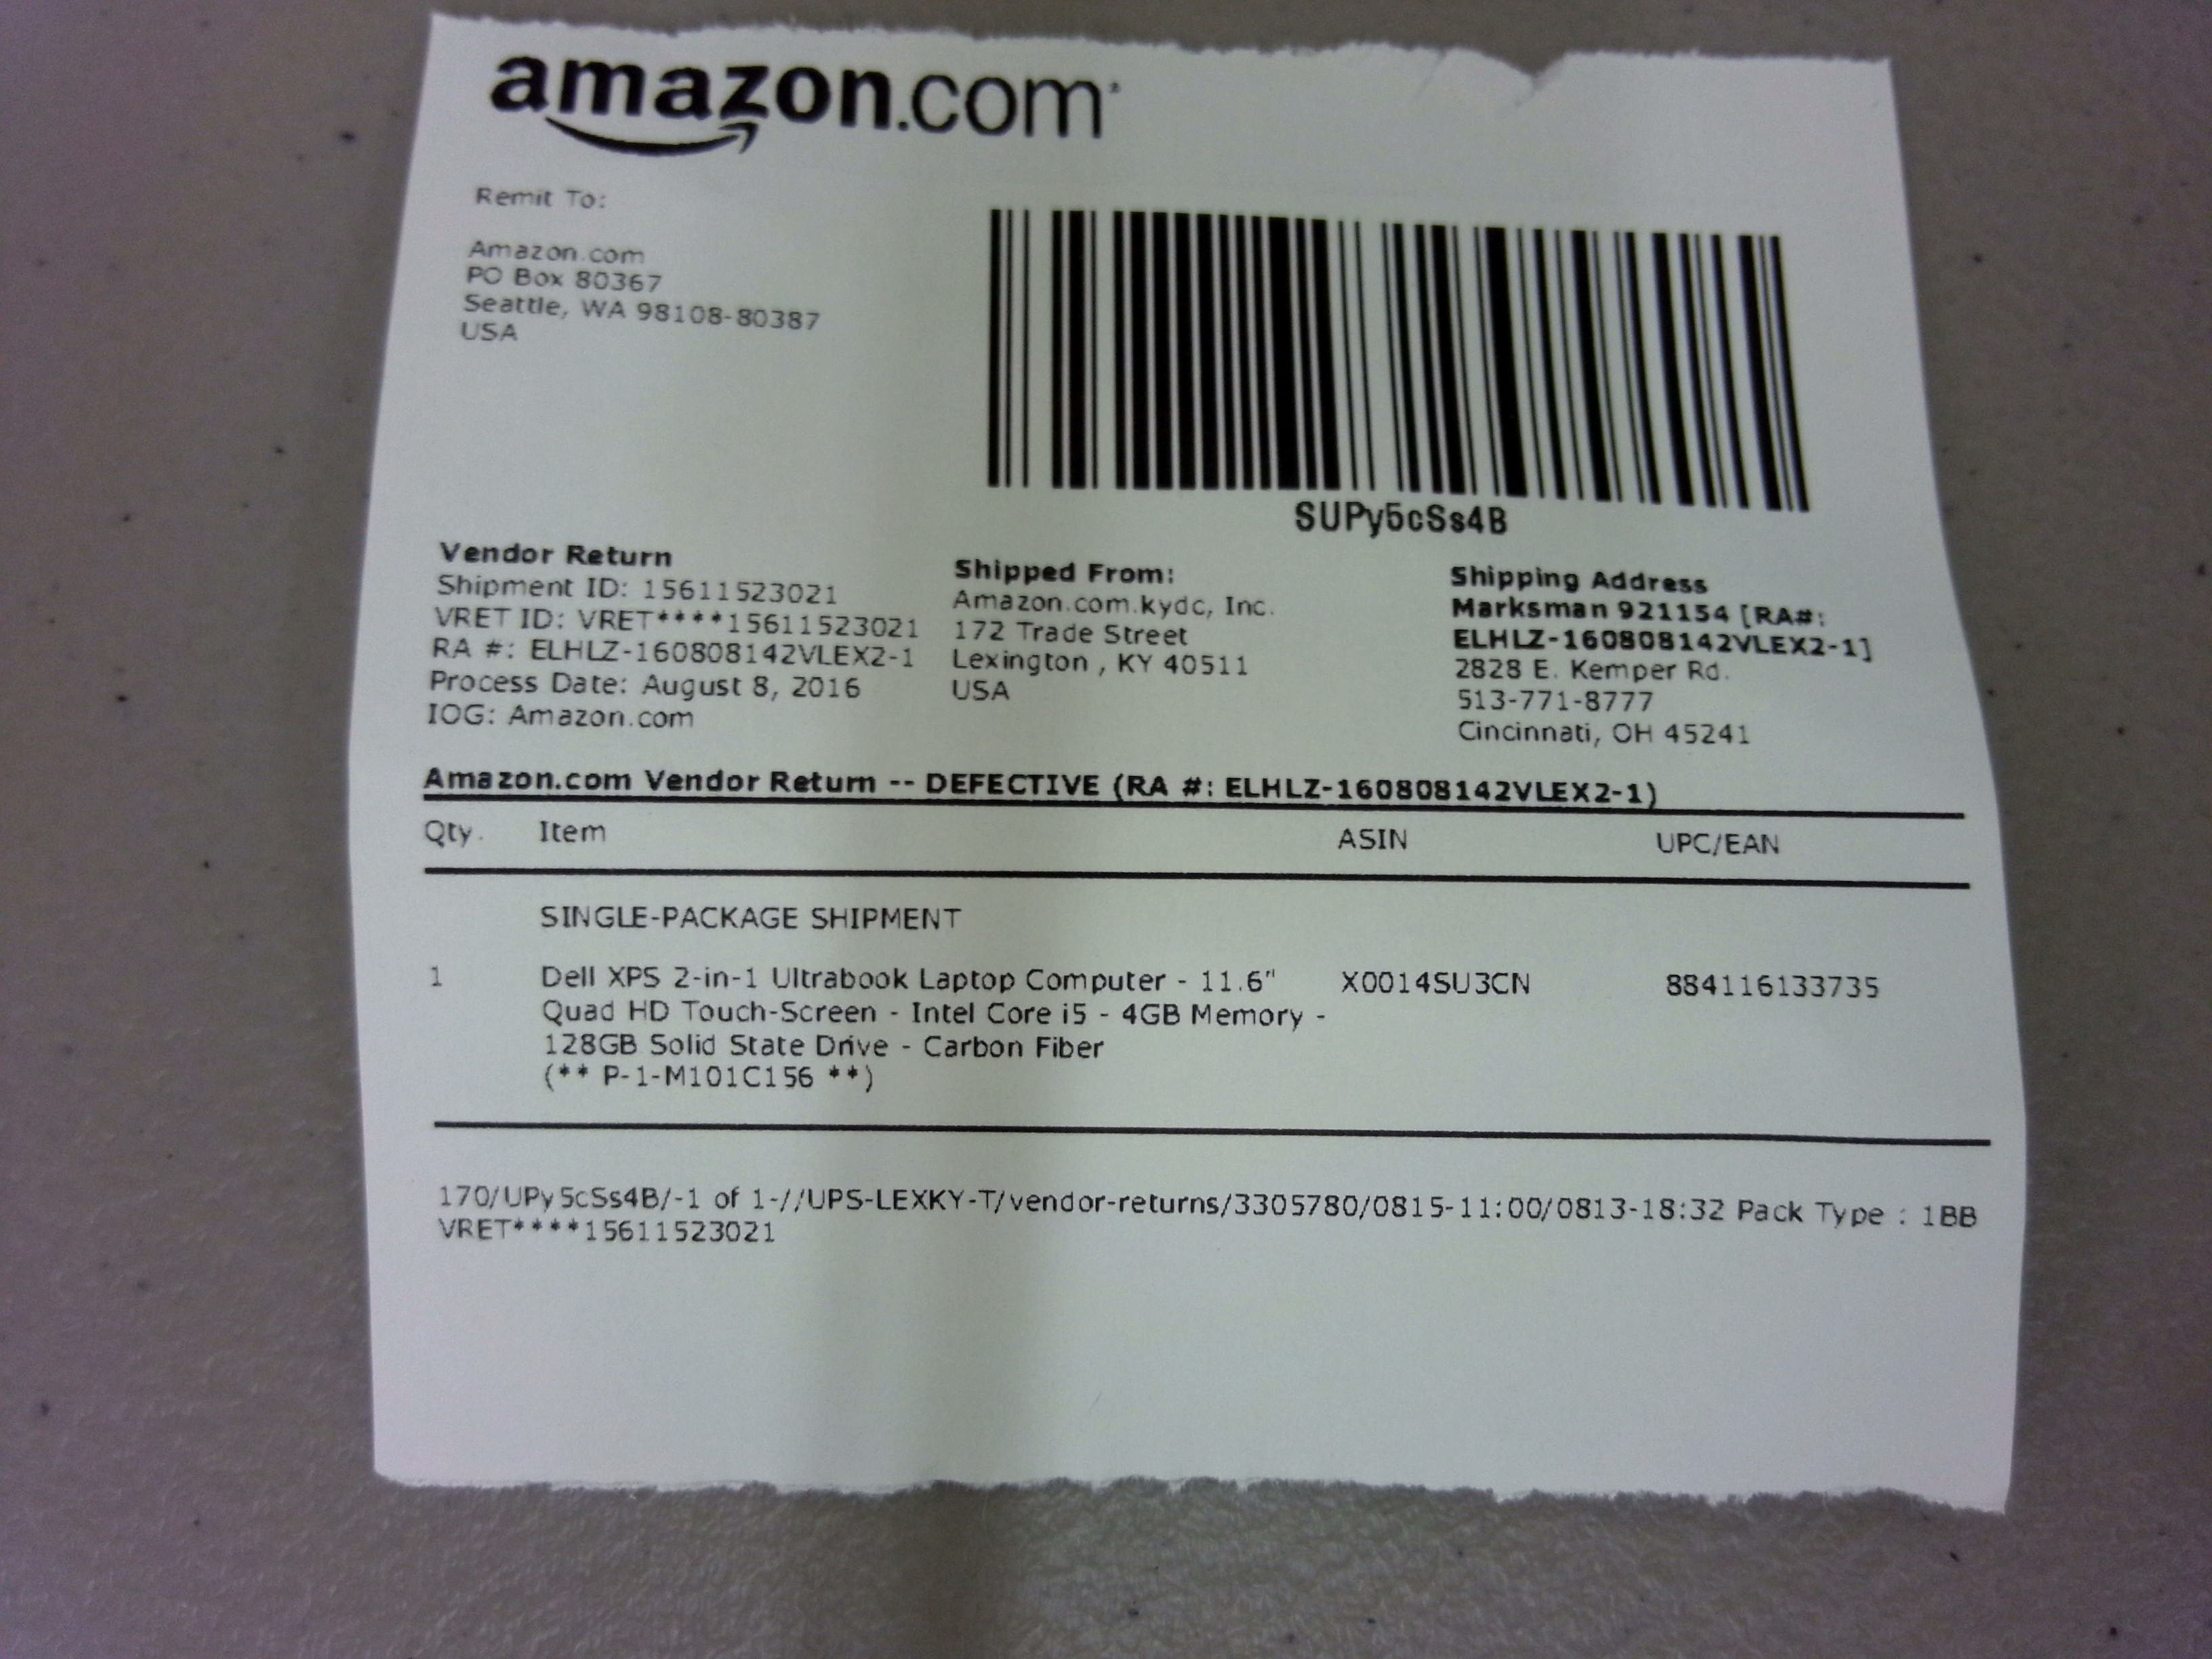 amazon.com
Remit To:
Amazon.com
PO Box 80367
Seattle, WA 98108-80387
USA
SUPy5cSs4B
Vendor Return
Shipment ID: 15611523021
VRET ID: VRET****15611523021
RA #: ELHLZ-160808142VLEX2-1
Process Date: August 8, 2016
IOG: Amazon.com
Shipped From:
Amazon.com.kydc, Inc.
172 Trade Street
Lexington , KY 40511
USA
Shipping Address
Marksman 921154 [RA#:
ELHLZ-160808142VLEX2-1]
2828 E. Kemper Rd.
513-771-8777
Cincinnati, OH 45241
Amazon.com Vendor Return -- DEFECTIVE (RA #: ELHLZ-160808142VLEX2-1)
Qty. Item ASIN UPC/EAN
SINGLE-PACKAGE SHIPMENT
1 Dell XPS 2-in-1 Ultrabook Laptop Computer - 11.6" X0014SU3CN 884116133735
Quad HD Touch-Screen - Intel Core i5 - 4GB Memory -
128GB Solid State Drive - Carbon Fiber
(** P-1-M101C156 **)
170/UPy5cSs4B/-1 of 1-//UPS-LEXKY-T/vendor-returns/3305780/0815-11:00/0813-18:32 Pack Type : 1BB
VRET****15611523021